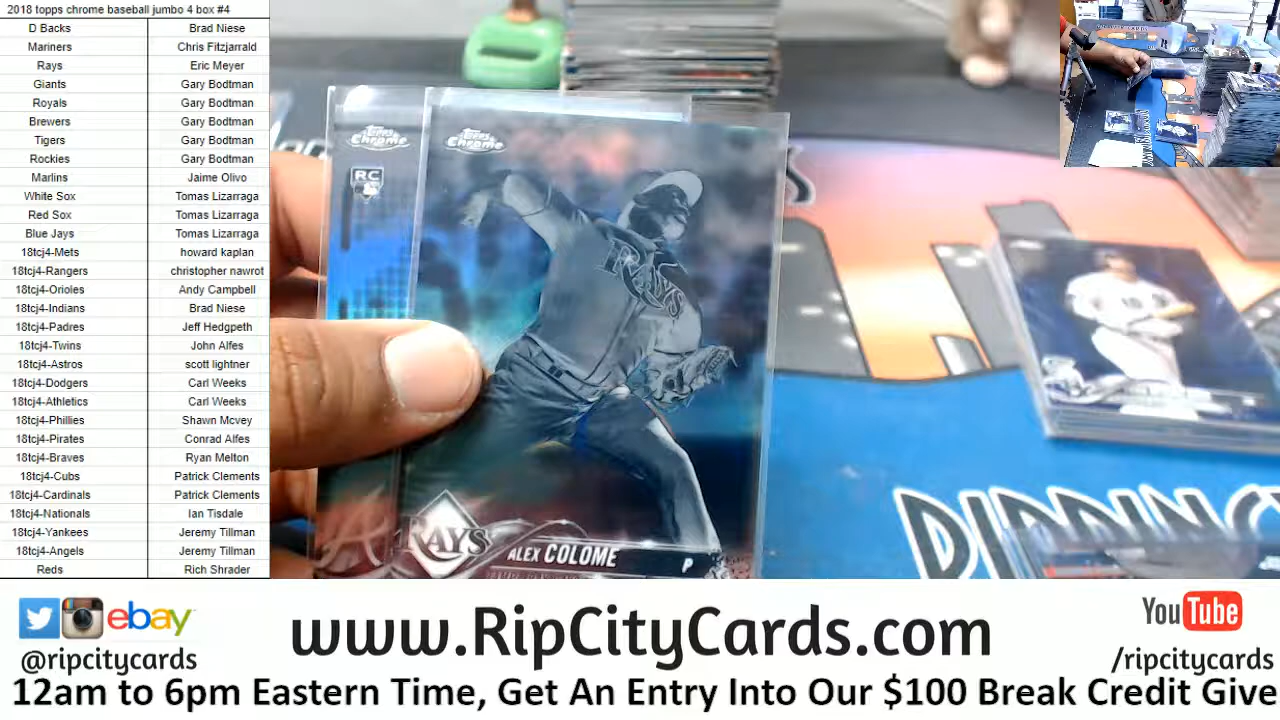 2018 topps chrome baseball jumbo 4 box #4
D Backs Brad Niese
Mariners Chris Fitzjarrald
Rays Eric Meyer
Giants Gary Bodtman
Royals Gary Bodtman
Brewers Gary Bodtman
Tigers Gary Bodtman
Rockies Gary Bodtman
Marlins Jaime Olivo
White Sox Tomas Lizarraga
Red Sox Tomas Lizarraga
Blue Jays Tomas Lizarraga
18tcj4-Mets howard kaplan
18tcj4-Rangers christopher nawrot
18tcj4-Orioles Andy Campbell
18tcj4-Indians Brad Niese
18tcj4-Padres Jeff Hedgpeth
18tcj4-Twins John Alfes
18tcj4-Astros scott lightner
18tcj4-Dodgers Carl Weeks
18tcj4-Athletics Carl Weeks
18tcj4-Phillies Shawn Mcvey
18tcj4-Pirates Conrad Alfes
18tcj4-Braves Ryan Melton
18tcj4-Cubs Patrick Clements
18tcj4-Cardinals Patrick Clements
18tcj4-Nationals Ian Tisdale
18tcj4-Yankees Jeremy Tillman
18tcj4-Angels Jeremy Tillman
Reds Rich Shrader
Topps Chrome
RC
Topps Chrome
Rays
RAYS
ALEX COLOME P
RIPPING
ebay
@ripcitycards
www.RipCityCards.com
YouTube
/ripcitycards
12am to 6pm Eastern Time, Get An Entry Into Our $100 Break Credit Give